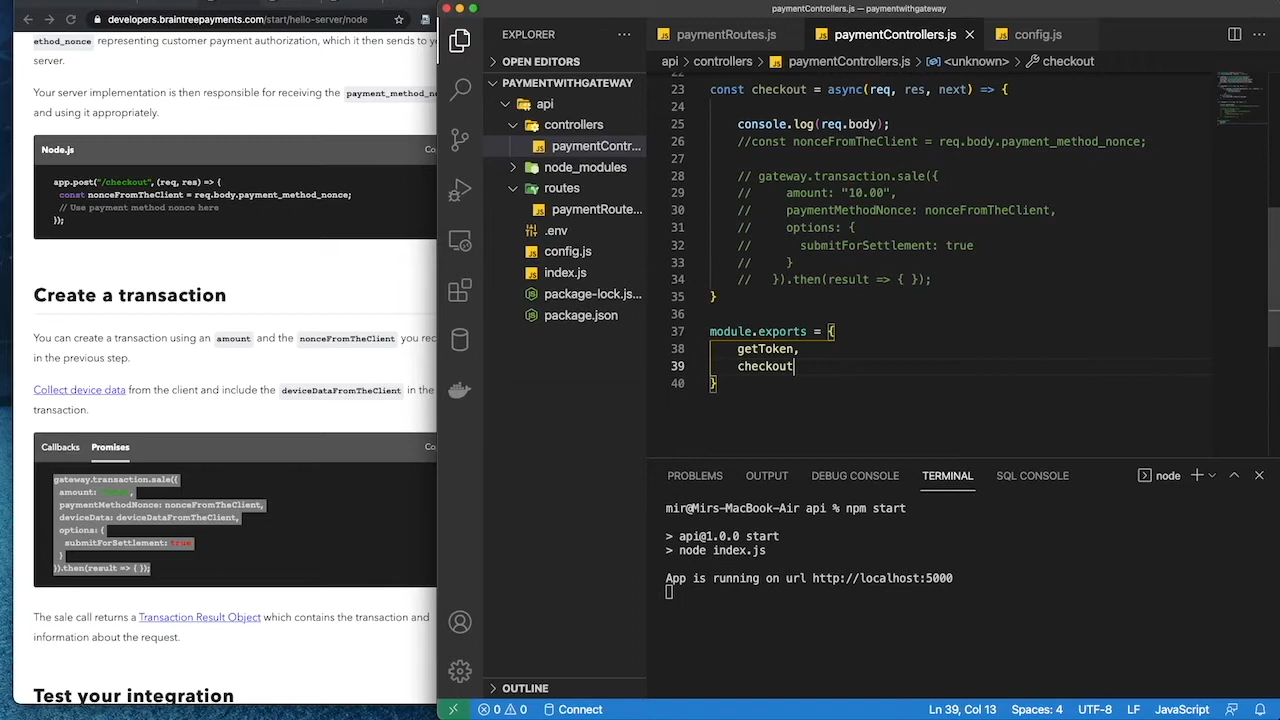 developers.braintreepayments.com/start/hello-server/node
ethod_nonce representing customer payment authorization, which it then sends to
server.
Your server implementation is then responsible for receiving the
and using it appropriately.
Node.js
app.post("/checkout", (req, res) => {
const nonceFromTheClient = req.body.payment_method_nonce;
// Use payment method nonce here
});
Create a transaction
You can create a transaction using an amount and the nonceFromTheClient you
in the previous step.
Collect device data from the client and include the deviceDataFromTheClient in the
transaction.
Callbacks Promises
gateway.transaction.sale({
amount:
paymentMethodNonce: nonceFromTheClient,
deviceData: deviceDataFromTheClient,
options: {
submitForSettlement: true
}
}).then(result => { });
The sale call returns a Transaction Result Object which contains the transaction and
information about the request.
Test your integration
paymentControllers.js — paymentwithgateway
EXPLORER
OPEN EDITORS
PAYMENTWITHGATEWAY
api
controllers
paymentContr...
node_modules
routes
paymentRoute...
.env
config.js
index.js
package-lock.js...
package.json
OUTLINE
paymentRoutes.js
paymentControllers.js
config.js
api > controllers > paymentControllers.js > <unknown> > checkout
22
23 const checkout = async(req, res, next) => {
24
25 console.log(req.body);
26 //const nonceFromTheClient = req.body.payment_method_nonce;
27
28 // gateway.transaction.sale({
29 // amount: "10.00",
30 // paymentMethodNonce: nonceFromTheClient,
31 // options: {
32 // submitForSettlement: true
33 // }
34 // }).then(result => { });
35 }
36
37 module.exports = {
38 getToken,
39 checkout
40 }
PROBLEMS OUTPUT DEBUG CONSOLE TERMINAL SQL CONSOLE node
mir@Mirs-MacBook-Air api % npm start
> api@1.0.0 start
> node index.js
App is running on url http://localhost:5000
0 0 Connect
Ln 39, Col 13 Spaces: 4 UTF-8 LF JavaScript